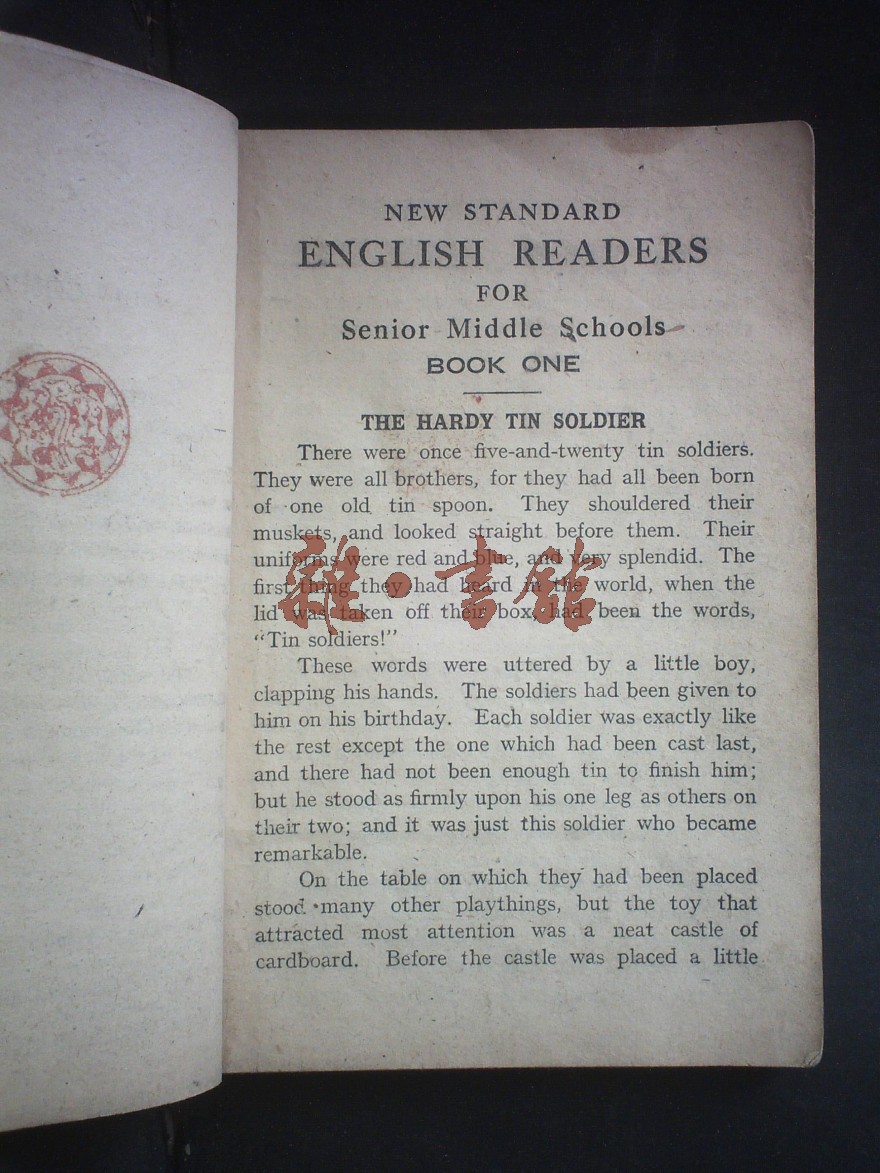 NEW STANDARD
ENGLISH READERS
FOR
Senior Middle Schools
BOOK ONE
THE HARDY TIN SOLDIER
There were once five-and-twenty tin soldiers.
They were all brothers, for they had all been born
of one old tin spoon. They shouldered their
muskets, and looked straight before them. Their
uniforms were red and blue, and very splendid. The
first thing they had heard in the world, when the
lid was taken off their box, had been the words,
“Tin soldiers!”
These words were uttered by a little boy,
clapping his hands. The soldiers had been given to
him on his birthday. Each soldier was exactly like
the rest except the one which had been cast last,
and there had not been enough tin to finish him;
but he stood as firmly upon his one leg as others on
their two; and it was just this soldier who became
remarkable.
On the table on which they had been placed
stood many other playthings, but the toy that
attracted most attention was a neat castle of
cardboard. Before the castle was placed a little
雜·書館